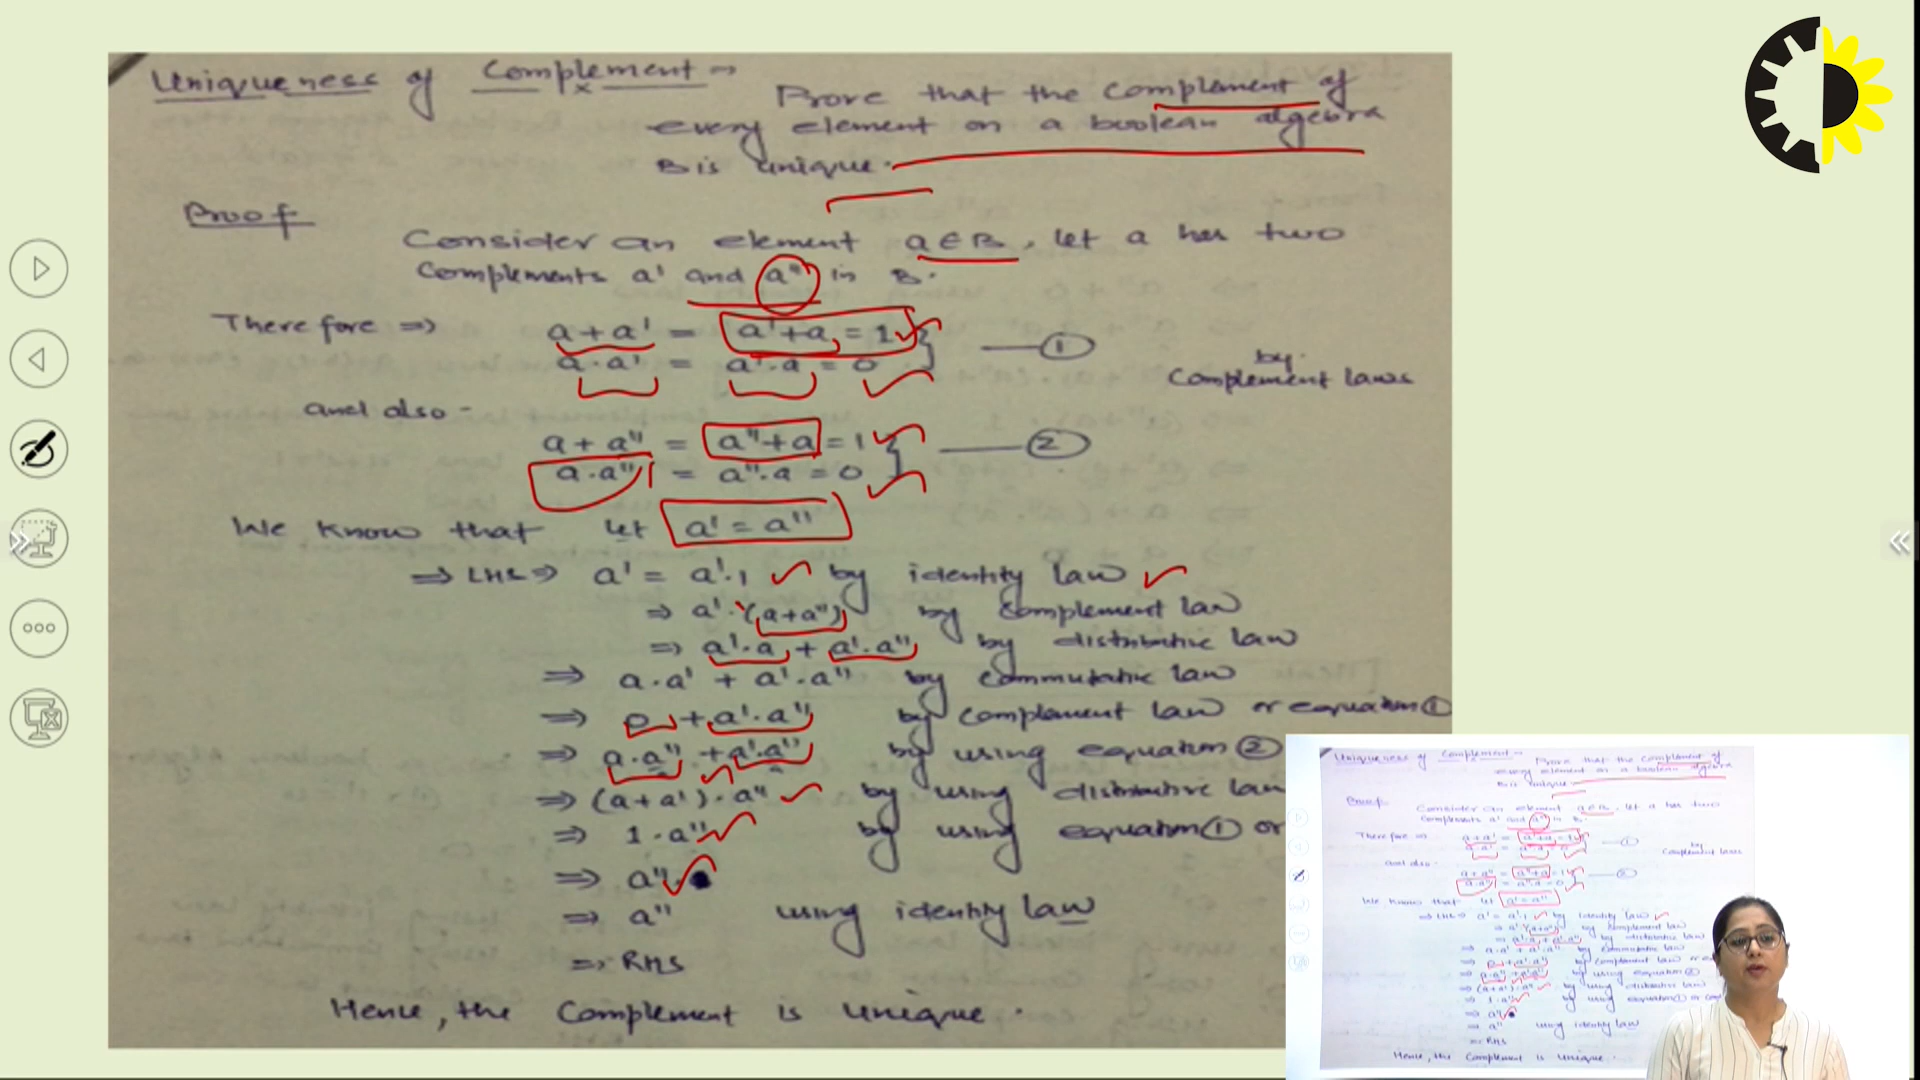 Uniqueness of Complement ⇒
Prove that the complement of
every element on a boolean algebra
B is unique.
Proof
Consider an element a ∈ B, let a has two
complements a' and a" in B.
Therefore ⇒ a + a' = a' + a = 1
a · a' = a' · a = 0 } —— ①
by
Complement laws
and also -
a + a" = a" + a = 1
a · a" = a" · a = 0 } —— ②
We know that let a' = a"
⇒ LHS ⇒ a' = a'·1 by identity law
⇒ a' · (a + a") by complement law
⇒ a'·a + a'·a" by distributive law
⇒ a·a' + a'·a" by commutative law
⇒ 0 + a'·a" by complement law or equation ①
⇒ a·a" + a'·a" by using equation ②
⇒ (a + a') · a" by using distributive law
⇒ 1 · a" by using equation ① or
⇒ a" ·
⇒ a" using identity law
⇒ RHS
Hence, the Complement is unique.